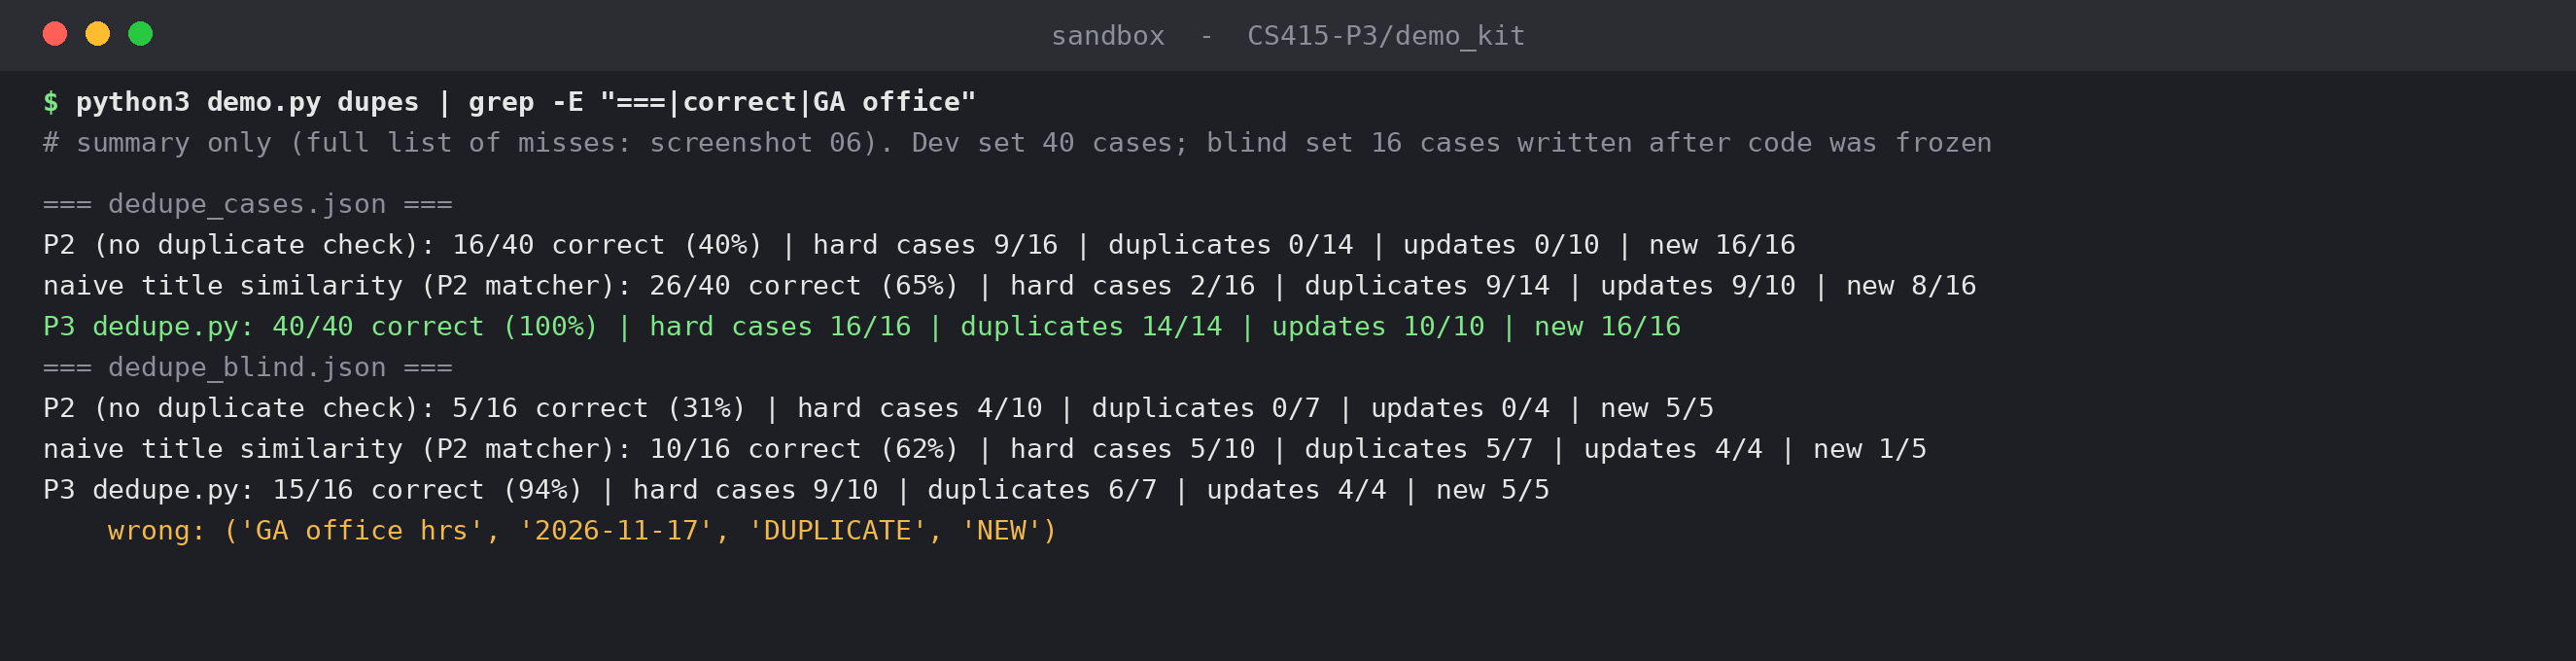 sandbox - CS415-P3/demo_kit
$ python3 demo.py dupes | grep -E "===|correct|GA office"
# summary only (full list of misses: screenshot 06). Dev set 40 cases; blind set 16 cases written after code was frozen
=== dedupe_cases.json ===
P2 (no duplicate check): 16/40 correct (40%) | hard cases 9/16 | duplicates 0/14 | updates 0/10 | new 16/16
naive title similarity (P2 matcher): 26/40 correct (65%) | hard cases 2/16 | duplicates 9/14 | updates 9/10 | new 8/16
P3 dedupe.py: 40/40 correct (100%) | hard cases 16/16 | duplicates 14/14 | updates 10/10 | new 16/16
=== dedupe_blind.json ===
P2 (no duplicate check): 5/16 correct (31%) | hard cases 4/10 | duplicates 0/7 | updates 0/4 | new 5/5
naive title similarity (P2 matcher): 10/16 correct (62%) | hard cases 5/10 | duplicates 5/7 | updates 4/4 | new 1/5
P3 dedupe.py: 15/16 correct (94%) | hard cases 9/10 | duplicates 6/7 | updates 4/4 | new 5/5
wrong: ('GA office hrs', '2026-11-17', 'DUPLICATE', 'NEW')